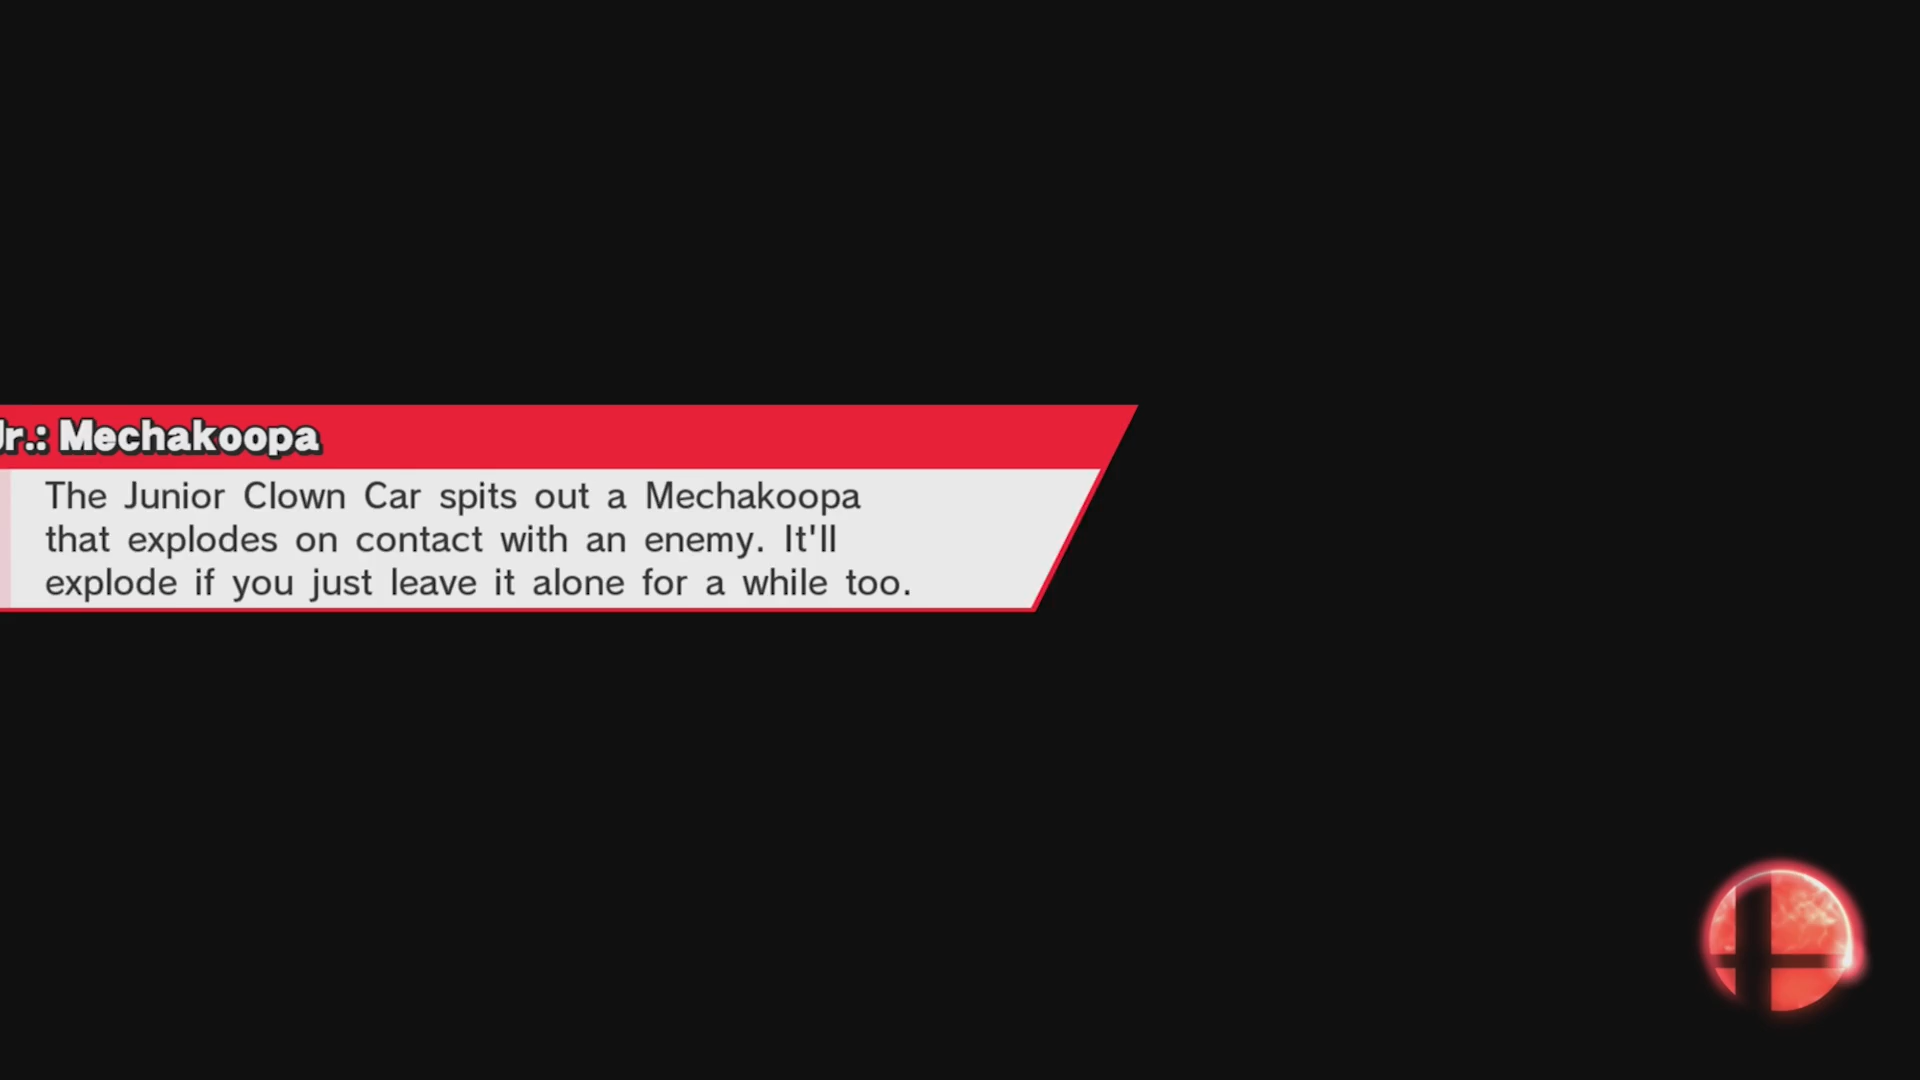 Jr.: Mechakoopa
The Junior Clown Car spits out a Mechakoopa
that explodes on contact with an enemy. It'll
explode if you just leave it alone for a while too.